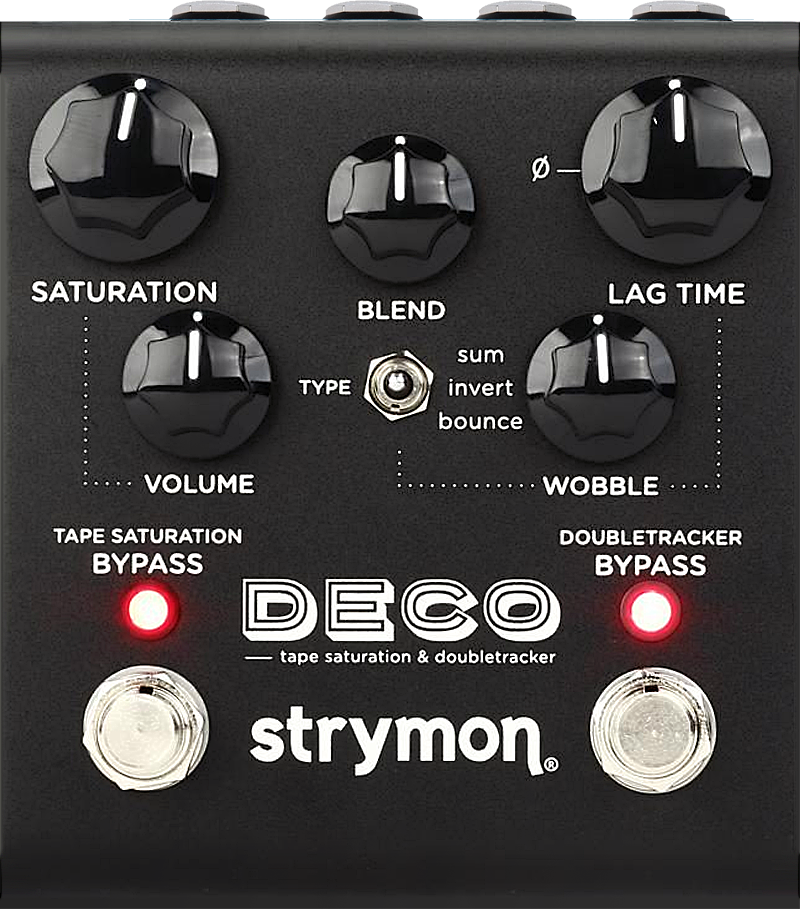 Ø
SATURATION
BLEND
LAG TIME
TYPE
sum
invert
bounce
VOLUME
WOBBLE
TAPE SATURATION
BYPASS
DOUBLETRACKER
BYPASS
DECO
tape saturation & doubletracker
strymon®